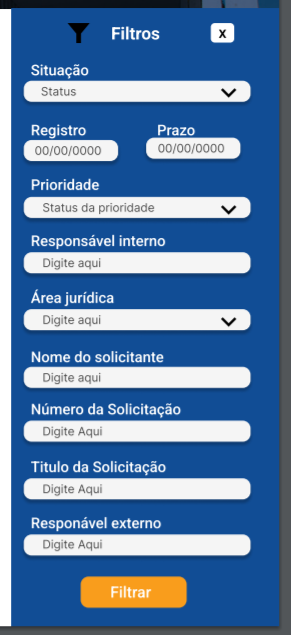 Filtros
X
Situação
Status
Registro
Prazo
00/00/0000
00/00/0000
Prioridade
Status da prioridade
Responsável interno
Digite aqui
Área jurídica
Digite aqui
Nome do solicitante
Digite aqui
Número da Solicitação
Digite Aqui
Titulo da Solicitação
Digite Aqui
Responável externo
Digite Aqui
Filtrar